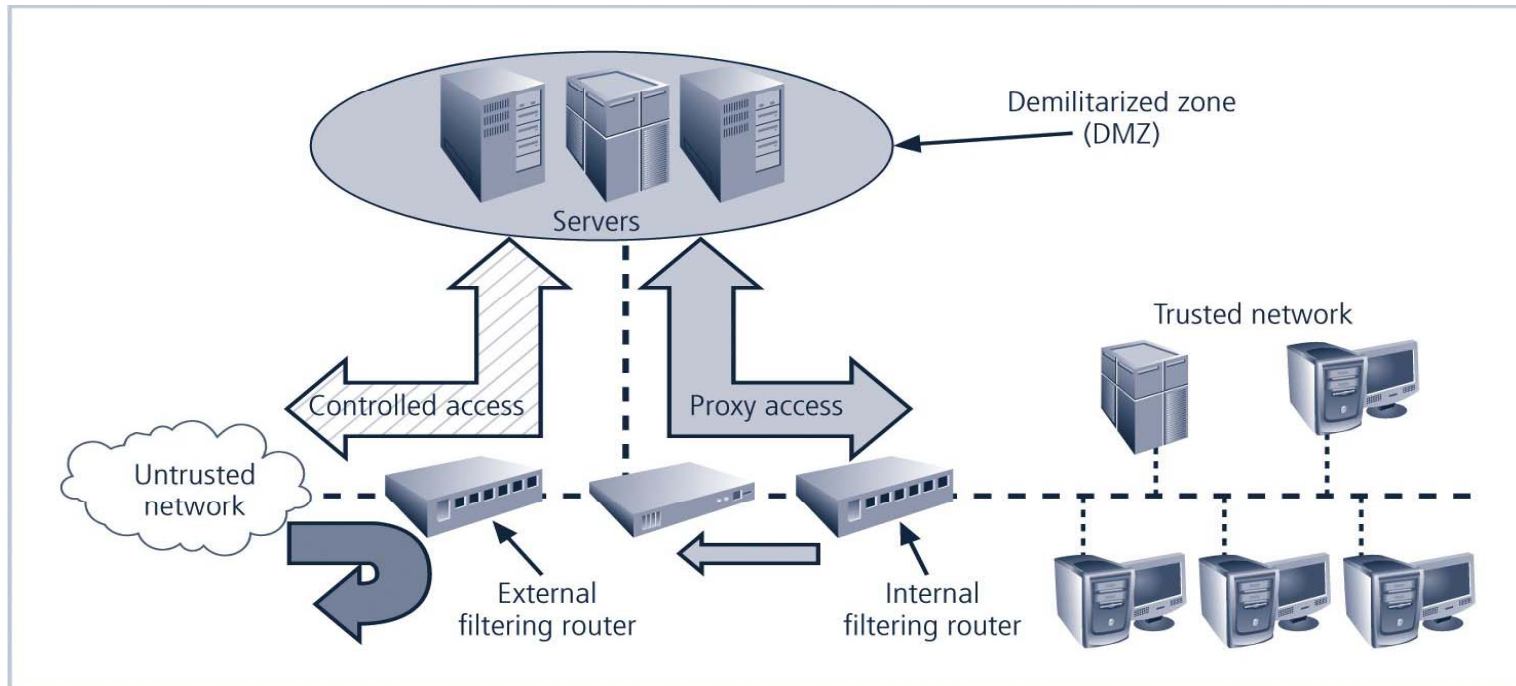 Demilitarized zone
(DMZ)
Servers
Trusted network
Controlled access
Proxy access
Untrusted
network
External
filtering router
Internal
filtering router